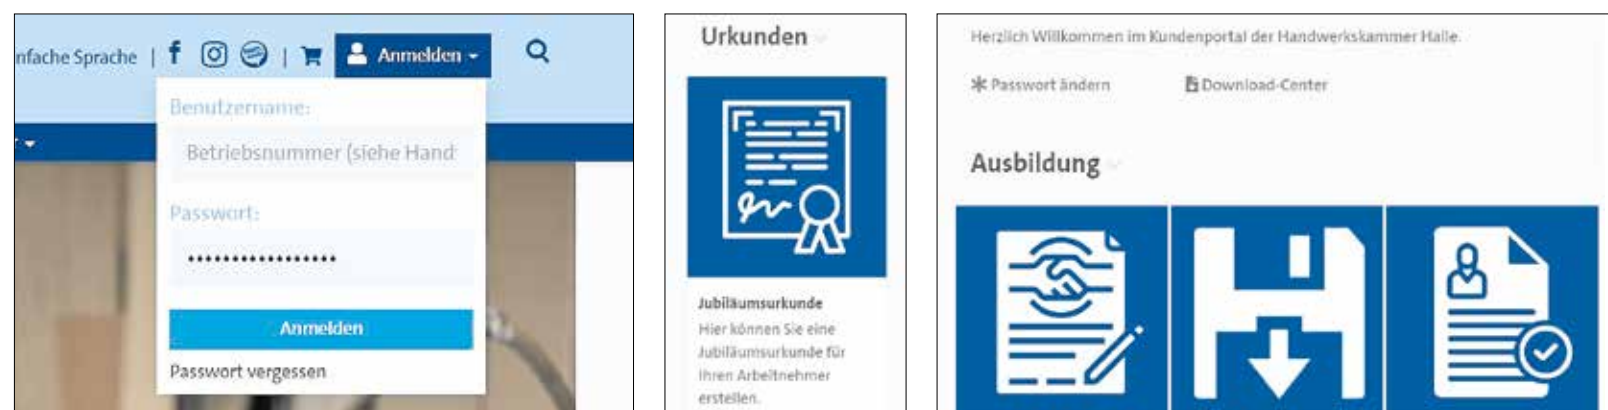 nfache Sprache | f | Anmelden
Benutzername:
Betriebsnummer (siehe Hand
Passwort:
•••••••••••••••••
Anmelden
Passwort vergessen
Urkunden
Jubiläumsurkunde
Hier können Sie eine
Jubiläumsurkunde für
Ihren Arbeitnehmer
erstellen.
Herzlich Willkommen im Kundenportal der Handwerkskammer Halle.
Passwort ändern Download-Center
Ausbildung